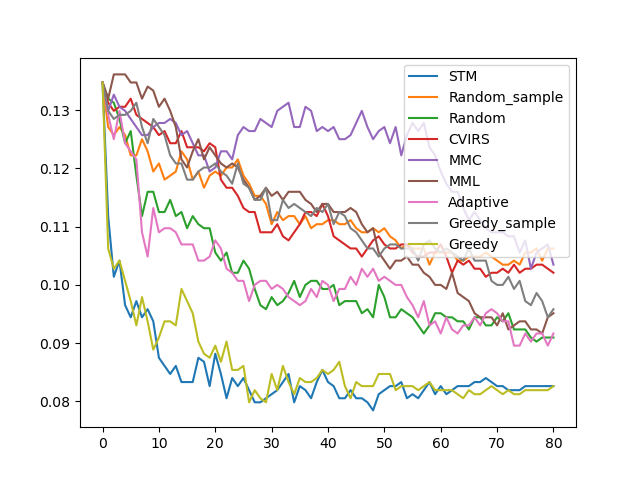 STM
Random_sample
Random
CVIRS
MMC
MML
Adaptive
Greedy_sample
Greedy
0.13
0.12
0.11
0.10
0.09
0.08
0 10 20 30 40 50 60 70 80